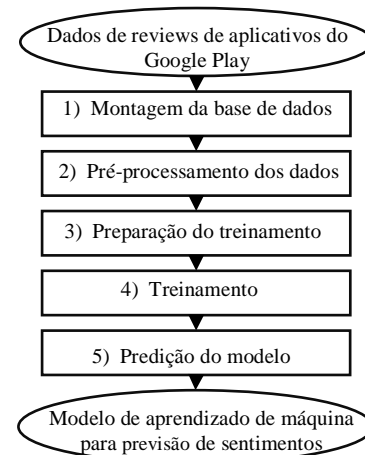 Dados de reviews de aplicativos do
Google Play
1) Montagem da base de dados
2) Pré-processamento dos dados
3) Preparação do treinamento
4) Treinamento
5) Predição do modelo
Modelo de aprendizado de máquina
para previsão de sentimentos